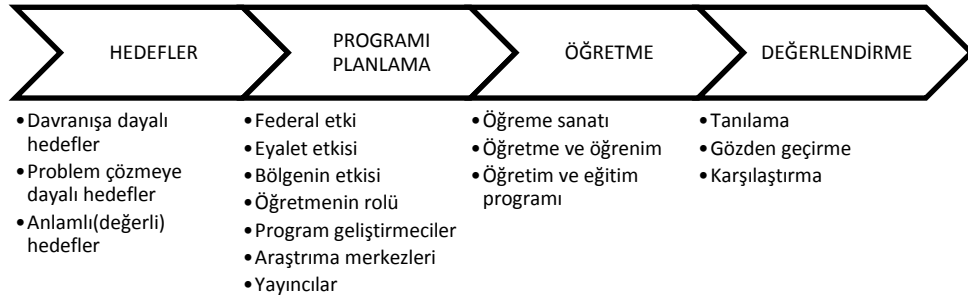 HEDEFLER
PROGRAMI
PLANLAMA
ÖĞRETME
DEĞERLENDİRME
•Davranışa dayalı
hedefler
•Problem çözmeye
dayalı hedefler
•Anlamlı(değerli)
hedefler
•Federal etki
•Eyalet etkisi
•Bölgenin etkisi
•Öğretmenin rolü
•Program geliştirmeciler
•Araştrıma merkezleri
•Yayıncılar
•Öğreme sanatı
•Öğretme ve öğrenim
•Öğretim ve eğitim
programı
•Tanılama
•Gözden geçirme
•Karşılaştırma